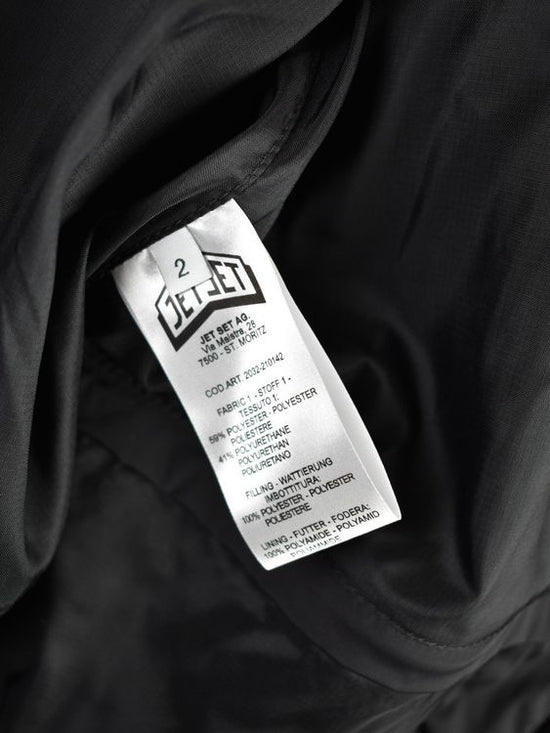 2
JET SET
JET SET AG.
Via Maistra, 28
7500 - ST. MORITZ
COD ART. 2032-210142
FABRIC 1 - STOFF 1 -
TESSUTO 1:
59% POLYESTER - POLYESTER
POLIESTERE
41% POLYURETHANE
POLYURETHAN
POLIURETANO
FILLING - WATTIERUNG
IMBOTTITURA:
100% POLYESTER - POLYESTER
POLIESTERE
LINING - FUTTER - FODERA:
100% POLYAMIDE - POLYAMID